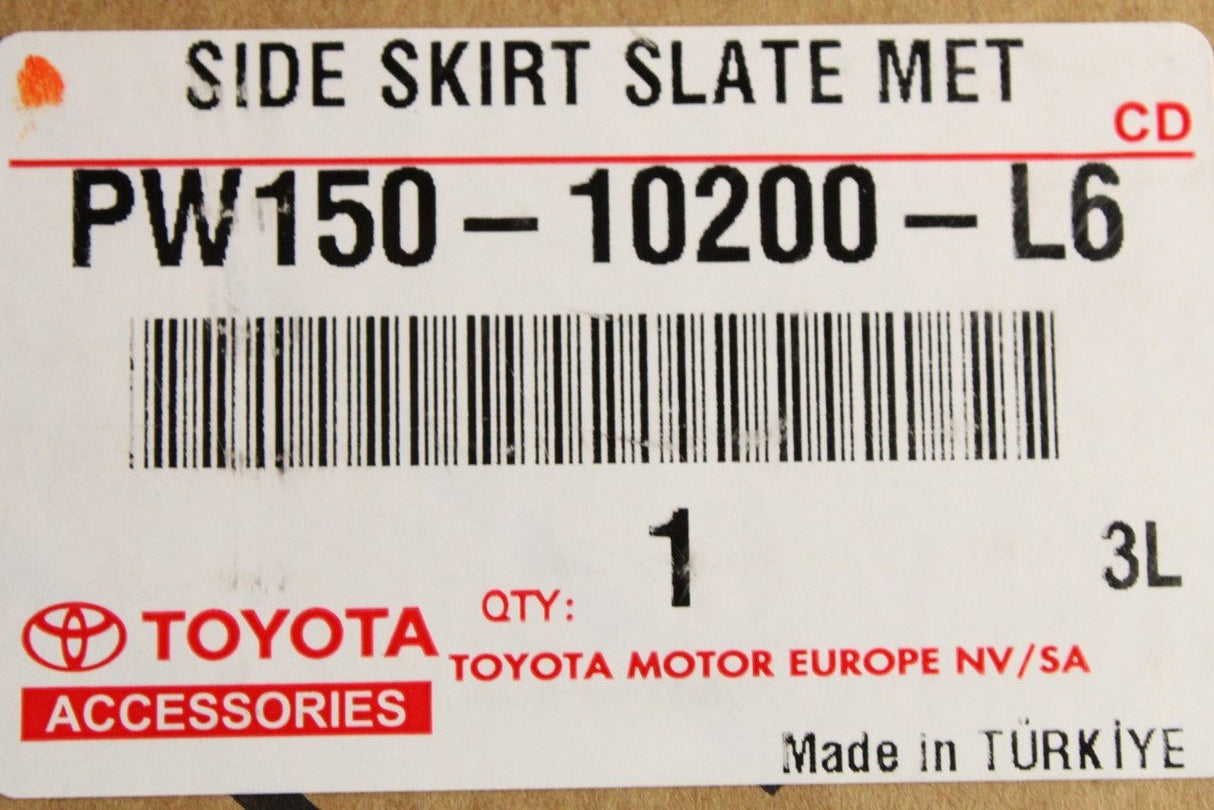 SIDE SKIRT SLATE MET
CD
PW150-10200-L6
1
3L
QTY:
TOYOTA
TOYOTA MOTOR EUROPE NV/SA
ACCESSORIES
Made in TÜRKİYE